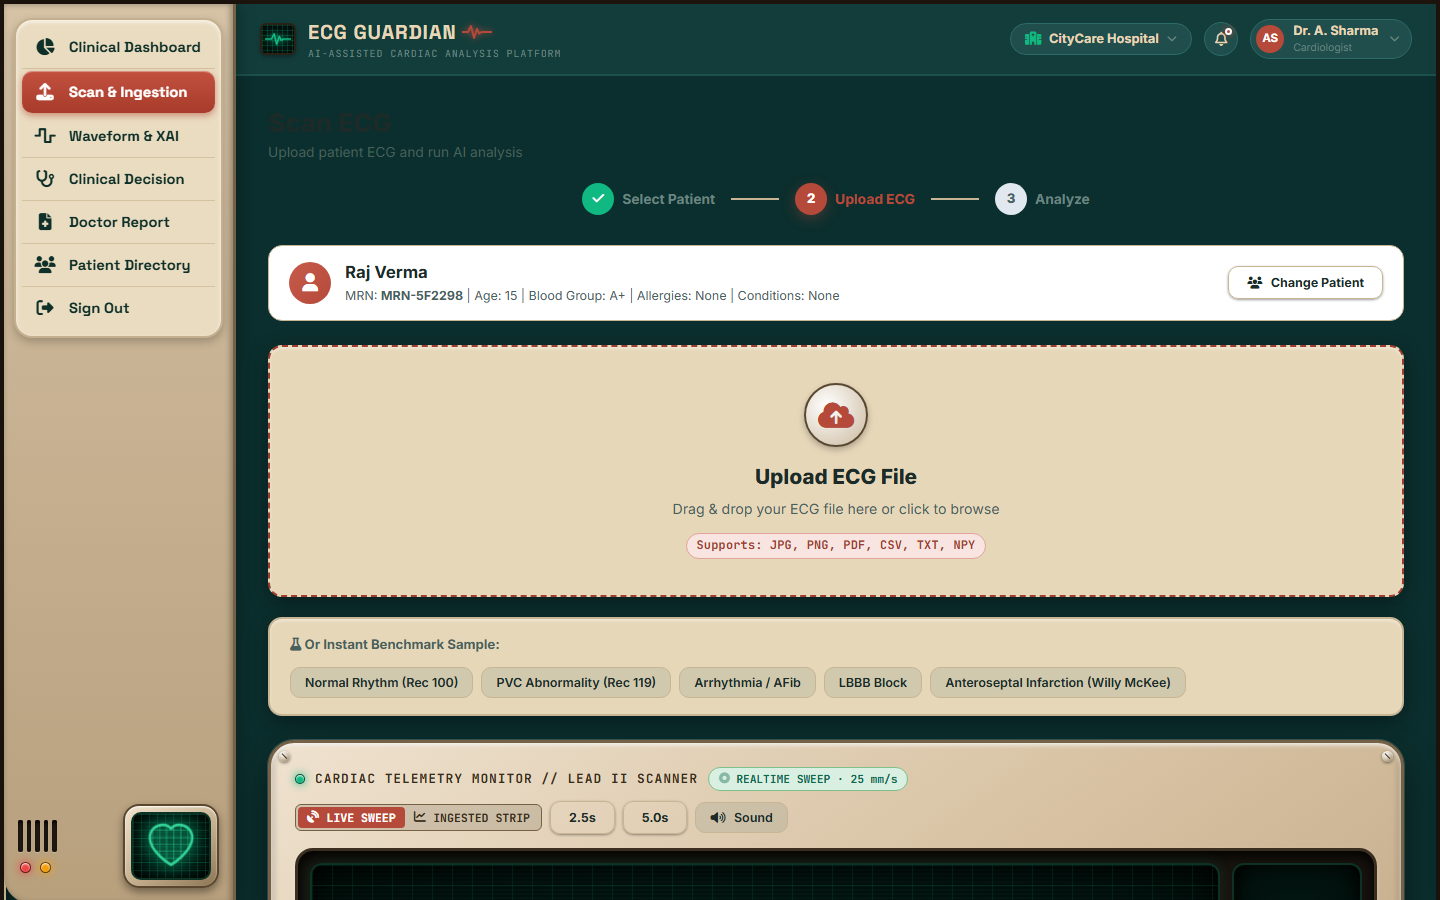 Clinical Dashboard
Scan & Ingestion
Waveform & XAI
Clinical Decision
Doctor Report
Patient Directory
Sign Out
ECG GUARDIAN
AI-ASSISTED CARDIAC ANALYSIS PLATFORM
CityCare Hospital
AS
Dr. A. Sharma
Cardiologist
Scan ECG
Upload patient ECG and run AI analysis
Select Patient
2 Upload ECG
3 Analyze
Raj Verma
MRN: MRN-5F2298 | Age: 15 | Blood Group: A+ | Allergies: None | Conditions: None
Change Patient
Upload ECG File
Drag & drop your ECG file here or click to browse
Supports: JPG, PNG, PDF, CSV, TXT, NPY
Or Instant Benchmark Sample:
Normal Rhythm (Rec 100)
PVC Abnormality (Rec 119)
Arrhythmia / AFib
LBBB Block
Anteroseptal Infarction (Willy McKee)
CARDIAC TELEMETRY MONITOR // LEAD II SCANNER
REALTIME SWEEP · 25 mm/s
LIVE SWEEP
INGESTED STRIP
2.5s
5.0s
Sound